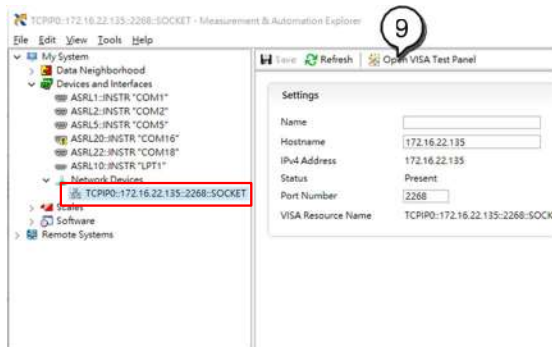 TCPIP0::172.16.22.135::2268::SOCKET - Measurement & Automation Explorer
File Edit View Tools Help
My System
Data Neighborhood
Devices and Interfaces
ASRL1::INSTR "COM1"
ASRL2::INSTR "COM2"
ASRL5::INSTR "COM5"
ASRL20::INSTR "COM16"
ASRL22::INSTR "COM18"
ASRL10::INSTR "LPT1"
Network Devices
TCPIP0::172.16.22.135::2268::SOCKET
Scales
Software
Remote Systems
9
Save Refresh Open VISA Test Panel
Settings
Name
Hostname 172.16.22.135
IPv4 Address 172.16.22.135
Status Present
Port Number 2268
VISA Resource Name TCPIP0::172.16.22.135::2268::SOCK